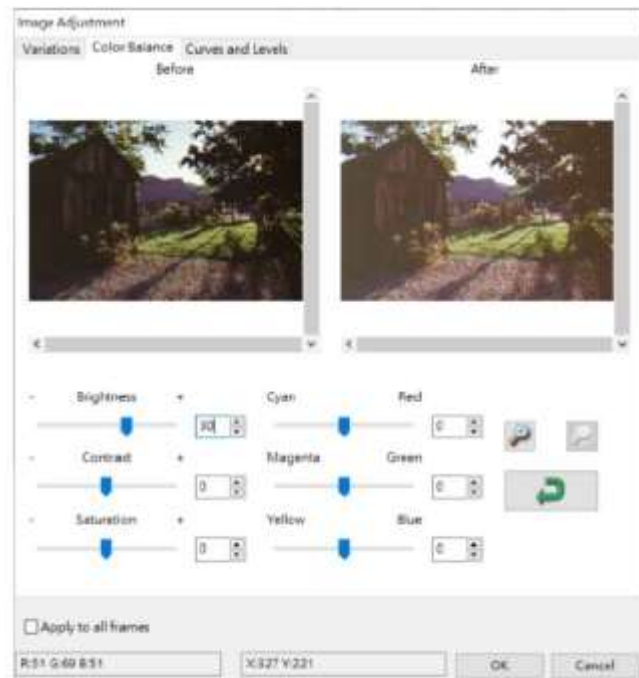 Image Adjustment
Variations Color Balance Curves and Levels
Before After
- Brightness + 30 Cyan Red 0
- Contrast + 0 Magenta Green 0
- Saturation + 0 Yellow Blue 0
Apply to all frames
R:51 G:69 B:51 X:327 Y:221 OK Cancel